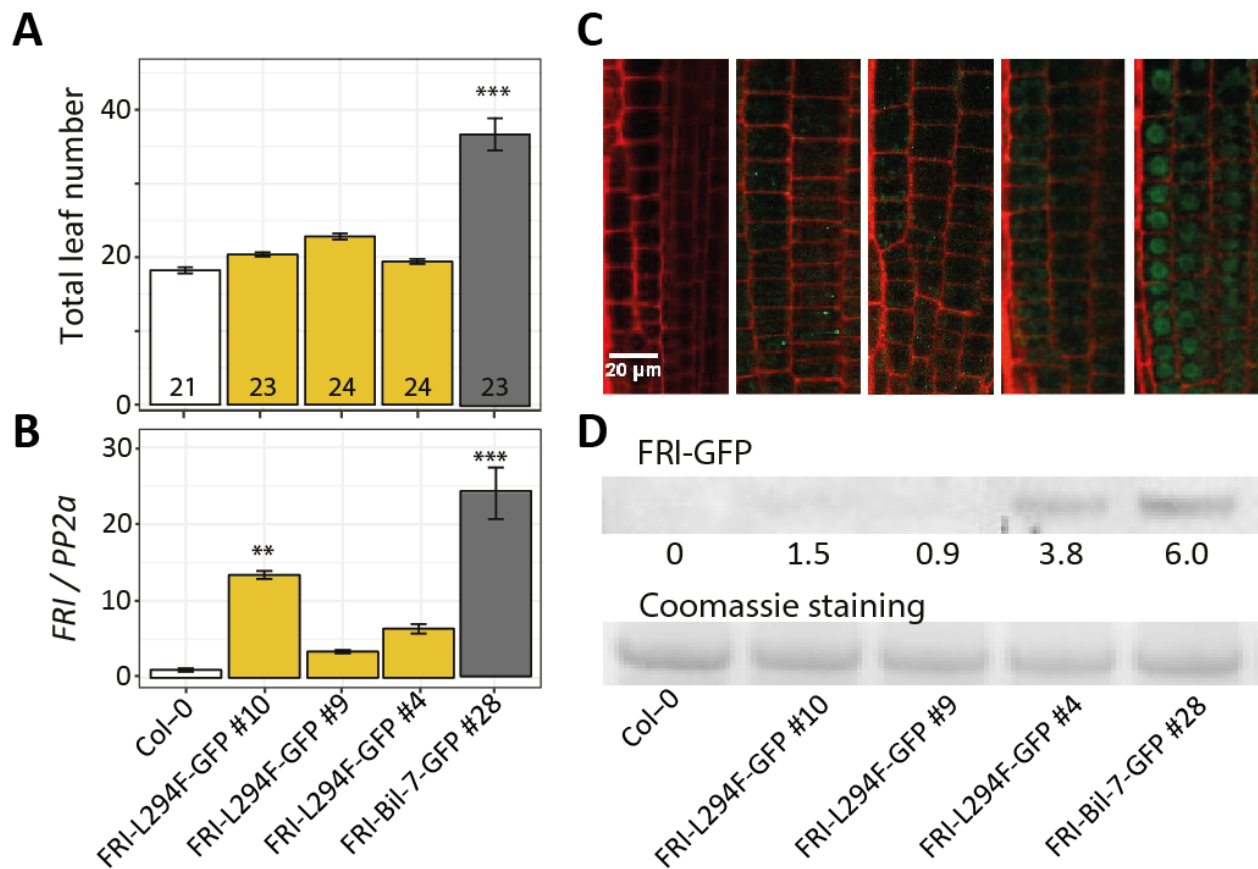 A
Total leaf number
40
20
0
***
21
23
24
24
23
B
FRI / PP2a
30
20
10
0
**
***
Col–0
FRI-L294F-GFP #10
FRI-L294F-GFP #9
FRI-L294F-GFP #4
FRI-Bil-7-GFP #28
C
20 µm
D
FRI-GFP
0 1.5 0.9 3.8 6.0
Coomassie staining
Col–0
FRI-L294F-GFP #10
FRI-L294F-GFP #9
FRI-L294F-GFP #4
FRI-Bil-7-GFP #28